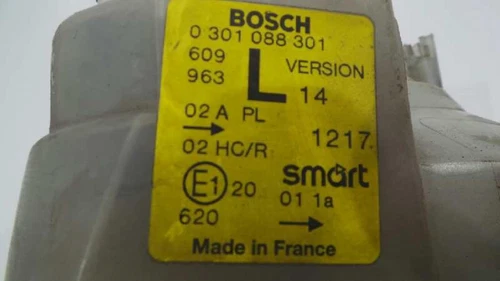 BOSCH
0 301 088 301
609 L VERSION
963 14
02 A PL
→ 1217
02 HC/R
E1 20 smart
620 01 1a →
Made in France